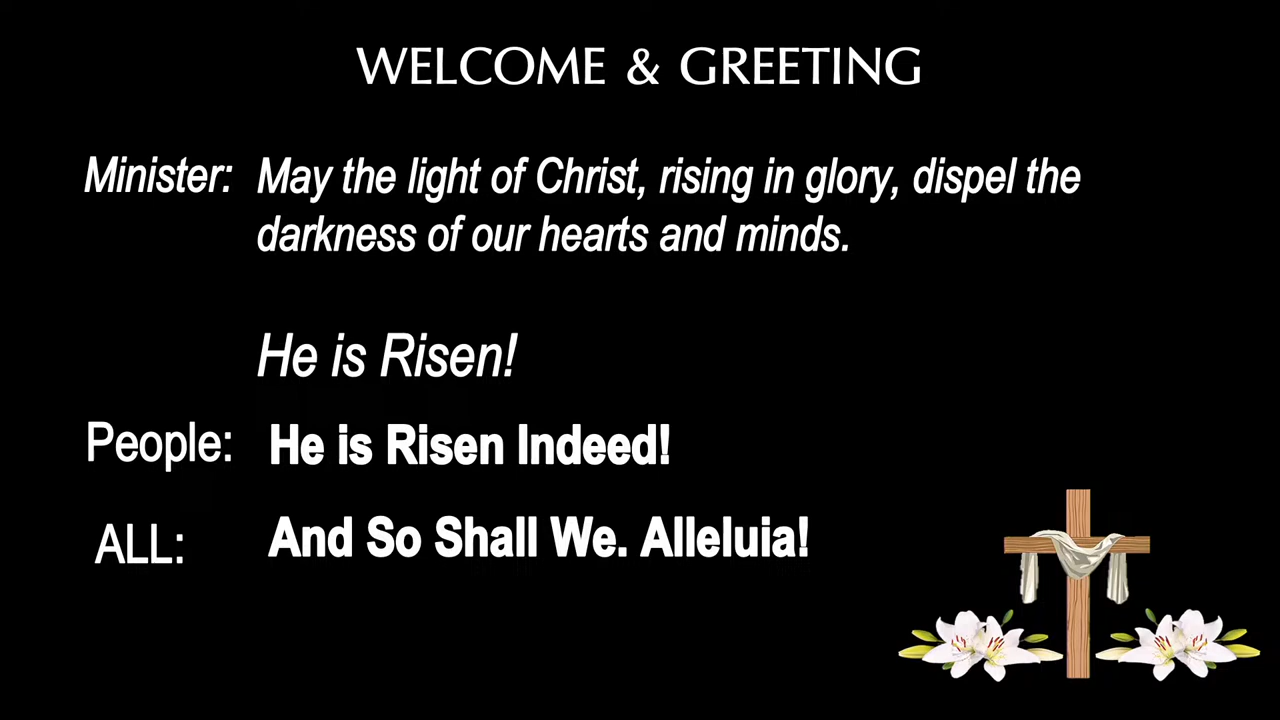 WELCOME & GREETING
Minister: May the light of Christ, rising in glory, dispel the
darkness of our hearts and minds.
He is Risen!
People: He is Risen Indeed!
ALL: And So Shall We. Alleluia!